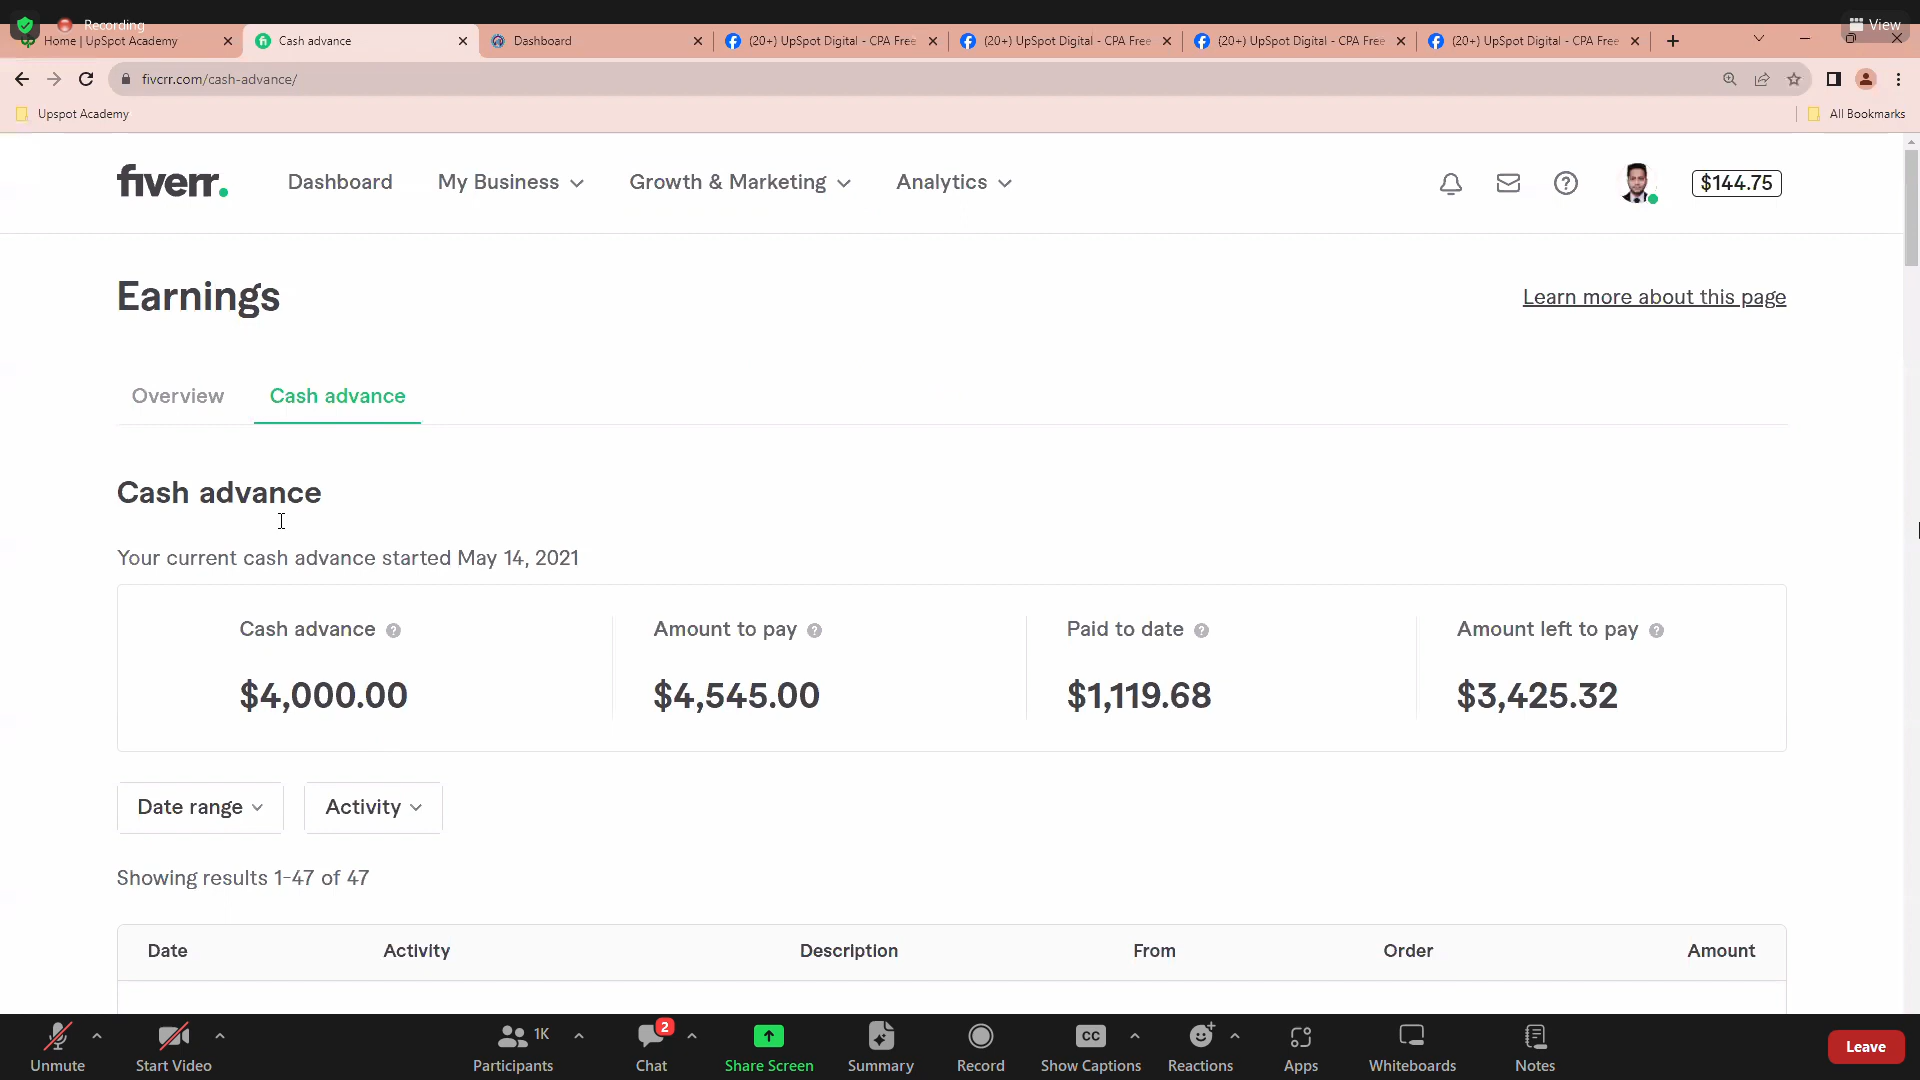 Recording
View
Home | UpSpot Academy
Cash advance
Dashboard
(20+) UpSpot Digital - CPA Free
(20+) UpSpot Digital - CPA Free
(20+) UpSpot Digital - CPA Free
(20+) UpSpot Digital - CPA Free
fivcrr.com/cash-advance/
Upspot Academy
All Bookmarks
fiverr.
Dashboard
My Business
Growth & Marketing
Analytics
$144.75
Earnings
Learn more about this page
Overview
Cash advance
Cash advance
Your current cash advance started May 14, 2021
Cash advance
Amount to pay
Paid to date
Amount left to pay
$4,000.00
$4,545.00
$1,119.68
$3,425.32
Date range
Activity
Showing results 1-47 of 47
Date
Activity
Description
From
Order
Amount
1K
2
CC
Unmute
Start Video
Participants
Chat
Share Screen
Summary
Record
Show Captions
Reactions
Apps
Whiteboards
Notes
Leave